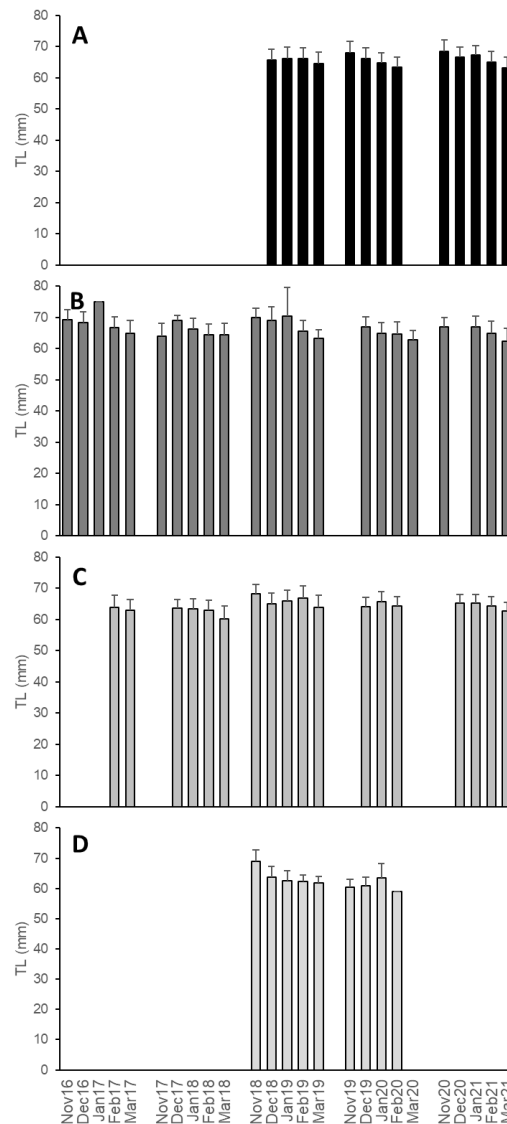 A
80
70
60
50
40
30
20
10
0
TL (mm)
B
80
70
60
50
40
30
20
10
0
TL (mm)
C
80
70
60
50
40
30
20
10
0
TL (mm)
D
80
70
60
50
40
30
20
10
0
TL (mm)
Nov16
Dec16
Jan17
Feb17
Mar17
Nov17
Dec17
Jan18
Feb18
Mar18
Nov18
Dec18
Jan19
Feb19
Mar19
Nov19
Dec19
Jan20
Feb20
Mar20
Nov20
Dec20
Jan21
Feb21
Mar21